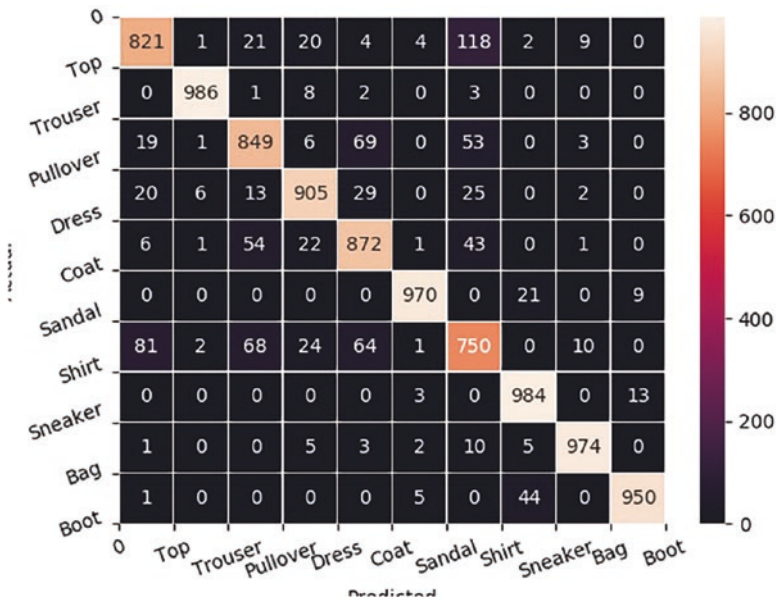 0
821 1 21 20 4 4 118 2 9 0
Top
0 986 1 8 2 0 3 0 0 0
Trouser
19 1 849 6 69 0 53 0 3 0
Pullover
20 6 13 905 29 0 25 0 2 0
Dress
6 1 54 22 872 1 43 0 1 0
Coat
0 0 0 0 0 970 0 21 0 9
Sandal
81 2 68 24 64 1 750 0 10 0
Shirt
0 0 0 0 0 3 0 984 0 13
Sneaker
1 0 0 5 3 2 10 5 974 0
Bag
1 0 0 0 0 5 0 44 0 950
Boot
0 Top Trouser Pullover Dress Coat Sandal Shirt Sneaker Bag Boot
Predicted
800
600
400
200
0